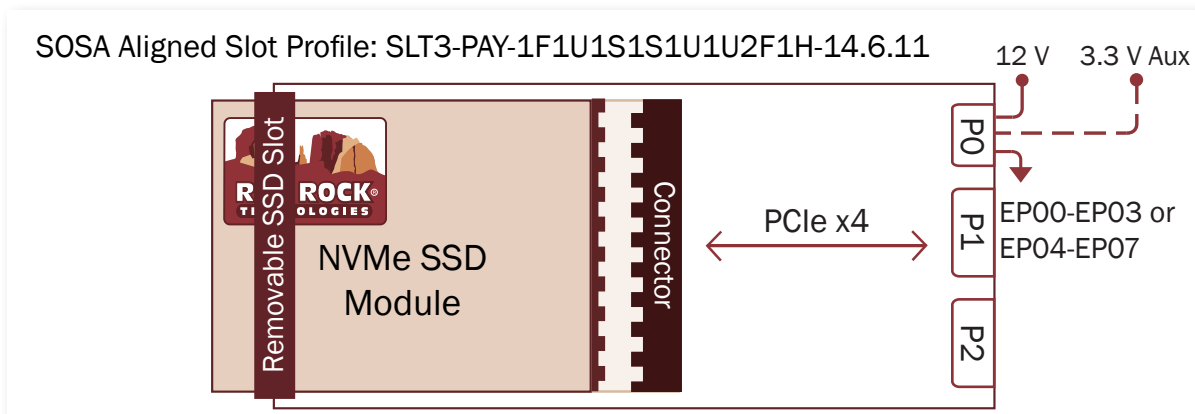 SOSA Aligned Slot Profile: SLT3-PAY-1F1U1S1S1U1U2F1H-14.6.11
12 V
3.3 V Aux
Removable SSD Slot
ROCK®
NVMe SSD
Module
Connector
PCIe x4
P0
P1
P2
EP00-EP03 or
EP04-EP07